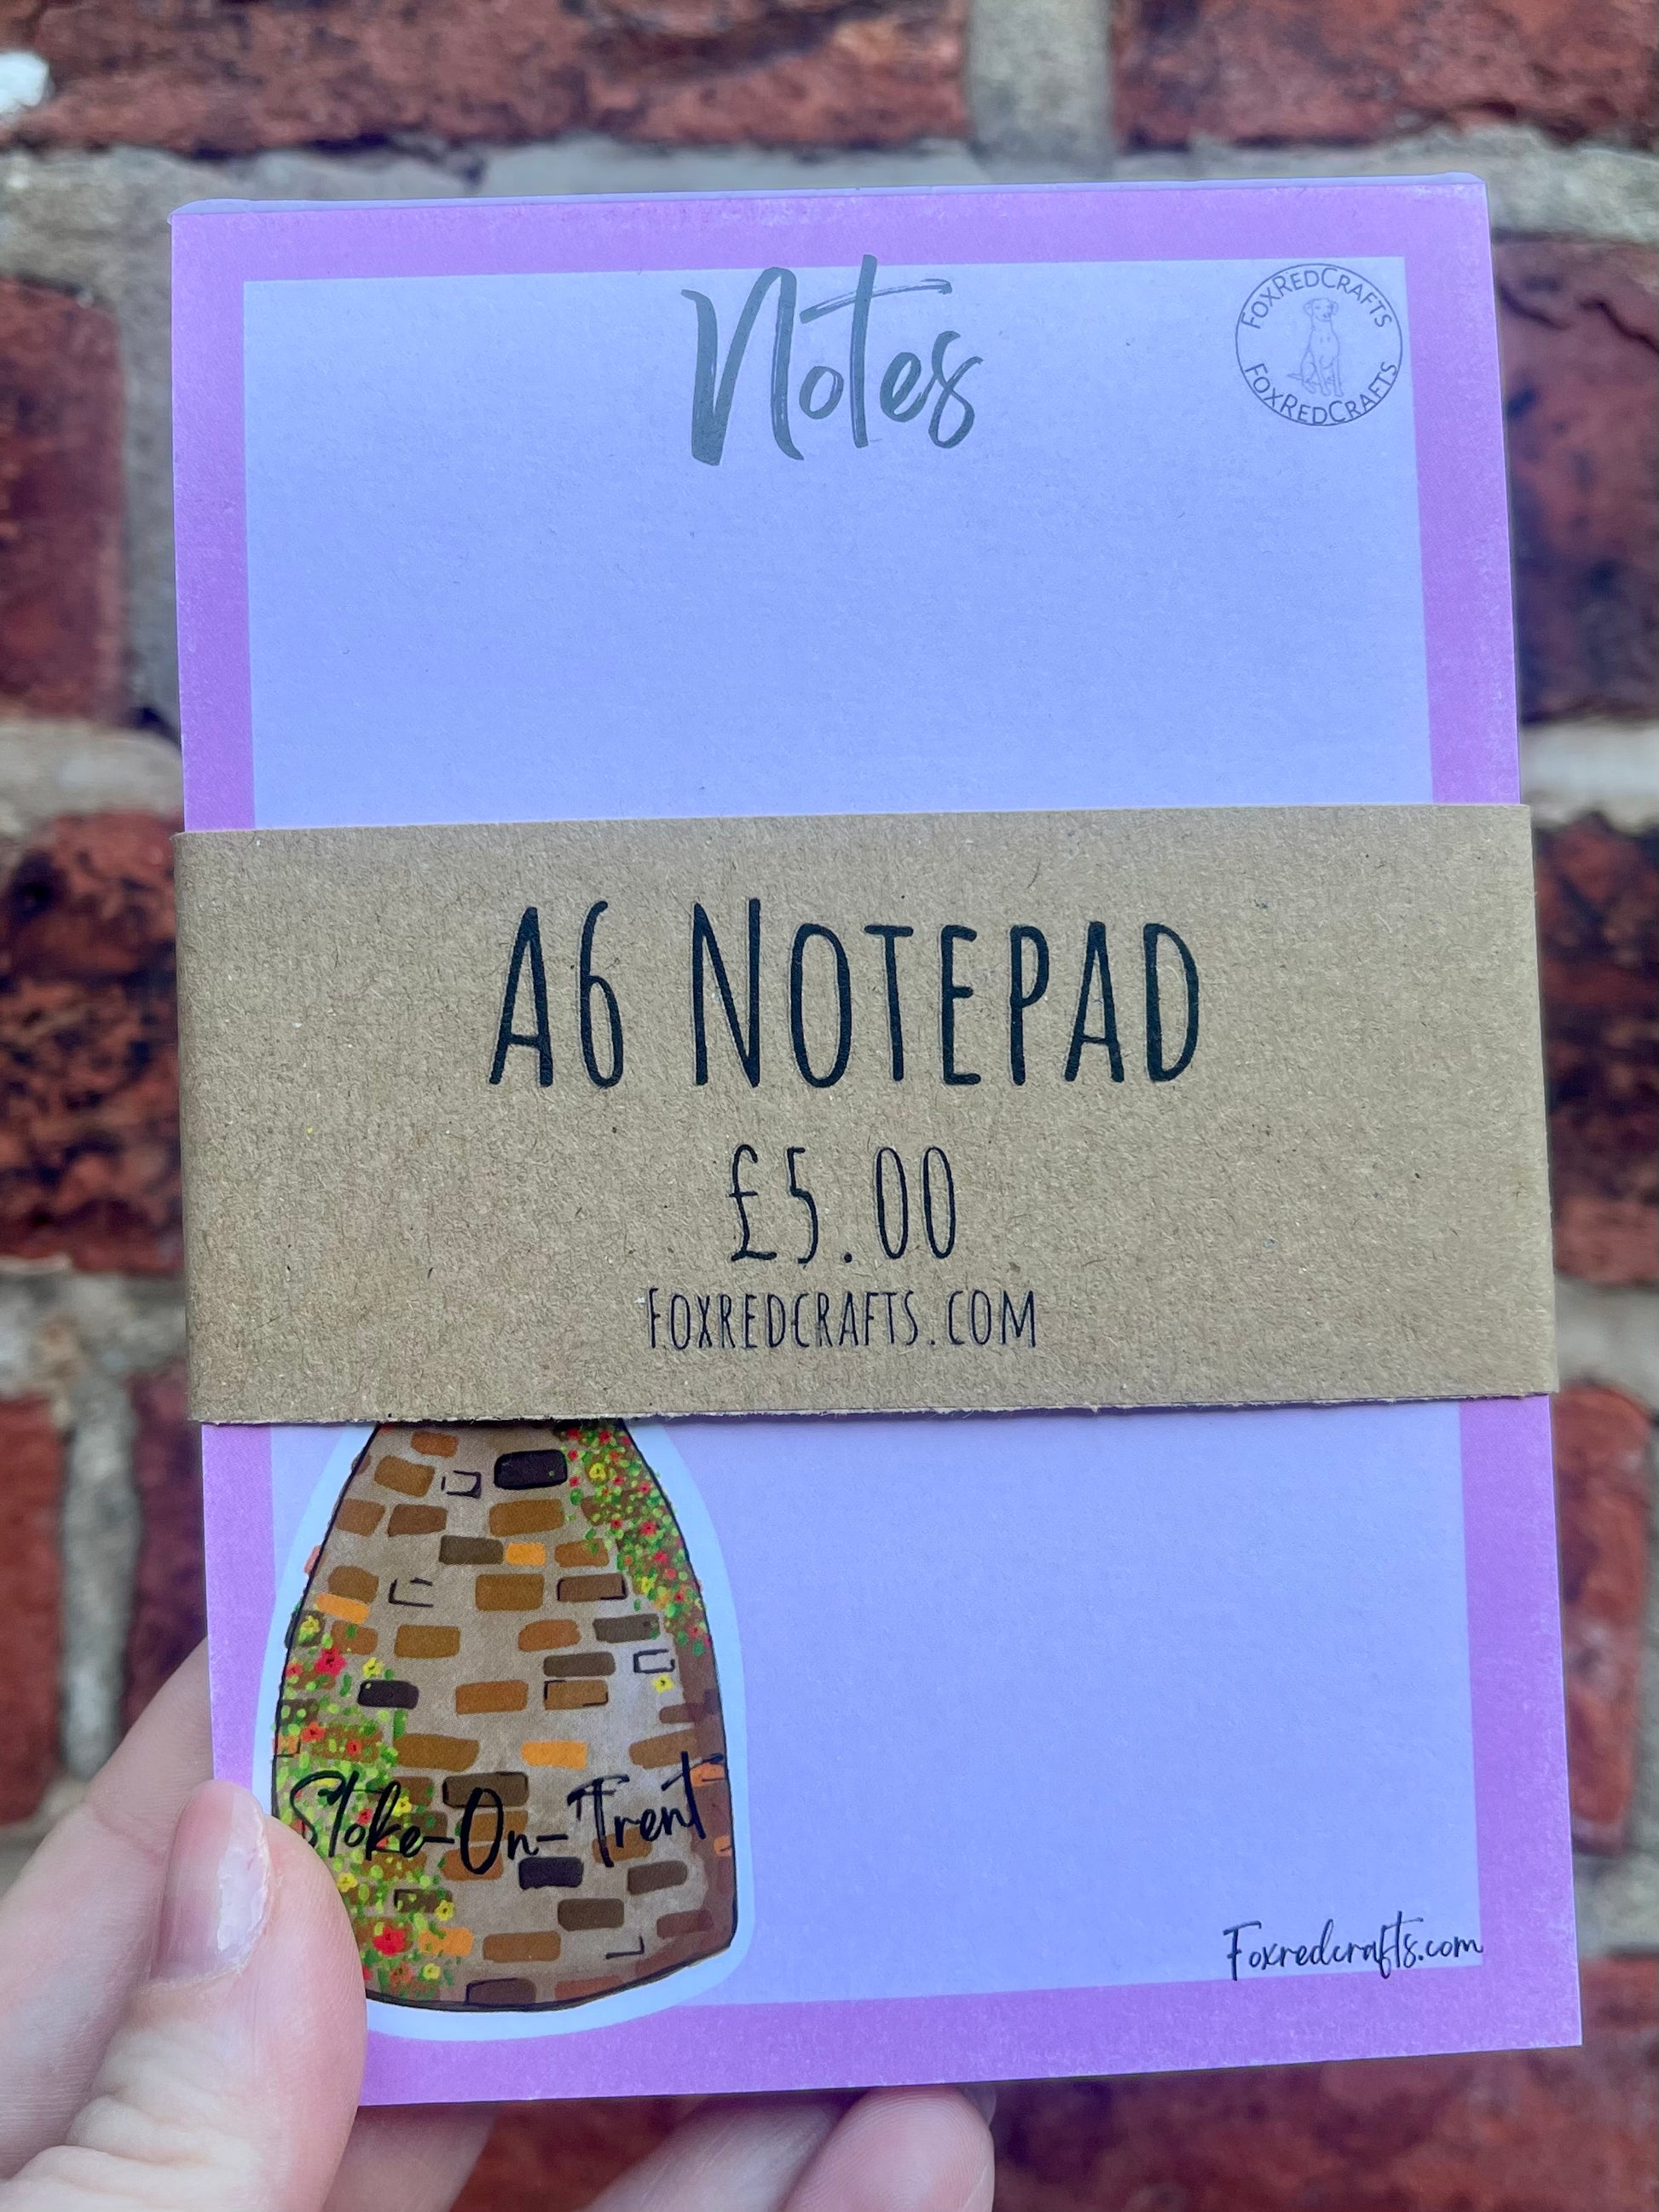 Notes
FOXREDCRAFTS
FOXREDCRAFTS
A6 NOTEPAD
£5.00
FOXREDCRAFTS.COM
Stoke-On-Trent
Foxredcrafts.com